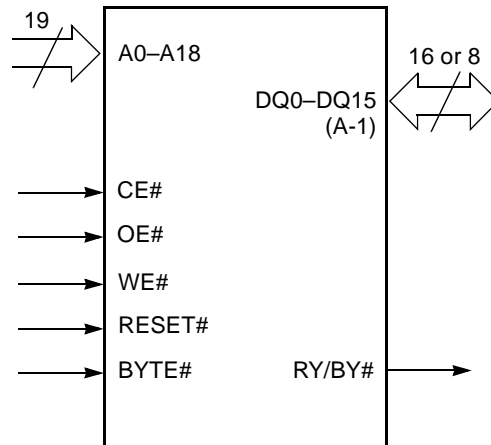 19
A0–A18
16 or 8
DQ0–DQ15
(A-1)
CE#
OE#
WE#
RESET#
BYTE#
RY/BY#